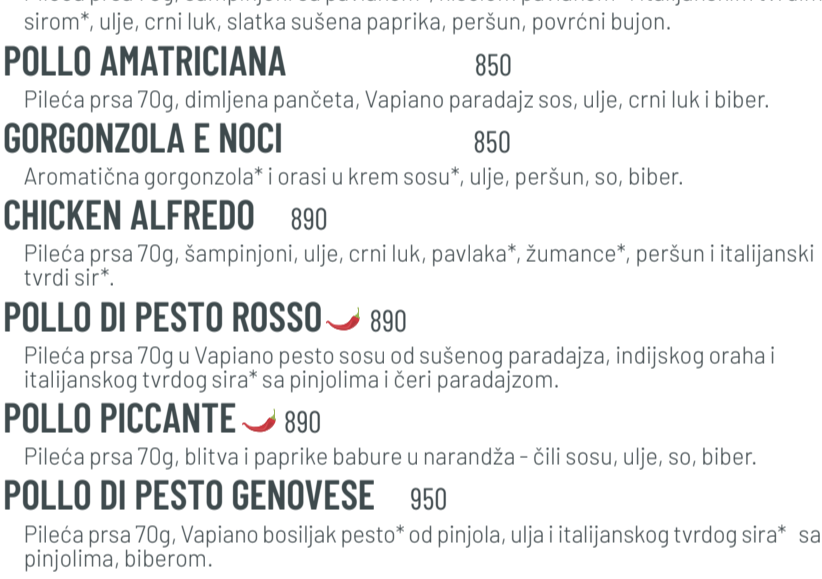 sirom*, ulje, crni luk, slatka sušena paprika, peršun, povrćni bujon.
POLLO AMATRICIANA 850
Pileća prsa 70g, dimljena pančeta, Vapiano paradajz sos, ulje, crni luk i biber.
GORGONZOLA E NOCI 850
Aromatična gorgonzola* i orasi u krem sosu*, ulje, peršun, so, biber.
CHICKEN ALFREDO 890
Pileća prsa 70g, šampinjoni, ulje, crni luk, pavlaka*, žumance*, peršun i italijanski
tvrdi sir*.
POLLO DI PESTO ROSSO 890
Pileća prsa 70g u Vapiano pesto sosu od sušenog paradajza, indijskog oraha i
italijanskog tvrdog sira* sa pinjolima i čeri paradajzom.
POLLO PICCANTE 890
Pileća prsa 70g, blitva i paprike babure u narandža - čili sosu, ulje, so, biber.
POLLO DI PESTO GENOVESE 950
Pileća prsa 70g, Vapiano bosiljak pesto* od pinjola, ulja i italijanskog tvrdog sira* sa
pinjolima, biberom.